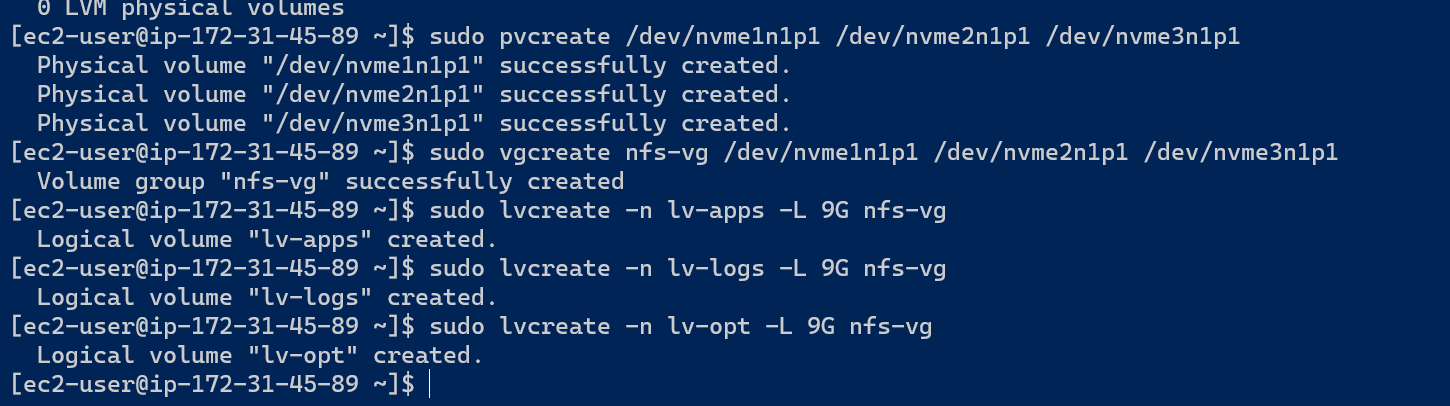 0 LVM physical volumes
[ec2-user@ip-172-31-45-89 ~]$ sudo pvcreate /dev/nvme1n1p1 /dev/nvme2n1p1 /dev/nvme3n1p1
  Physical volume "/dev/nvme1n1p1" successfully created.
  Physical volume "/dev/nvme2n1p1" successfully created.
  Physical volume "/dev/nvme3n1p1" successfully created.
[ec2-user@ip-172-31-45-89 ~]$ sudo vgcreate nfs-vg /dev/nvme1n1p1 /dev/nvme2n1p1 /dev/nvme3n1p1
  Volume group "nfs-vg" successfully created
[ec2-user@ip-172-31-45-89 ~]$ sudo lvcreate -n lv-apps -L 9G nfs-vg
  Logical volume "lv-apps" created.
[ec2-user@ip-172-31-45-89 ~]$ sudo lvcreate -n lv-logs -L 9G nfs-vg
  Logical volume "lv-logs" created.
[ec2-user@ip-172-31-45-89 ~]$ sudo lvcreate -n lv-opt -L 9G nfs-vg
  Logical volume "lv-opt" created.
[ec2-user@ip-172-31-45-89 ~]$